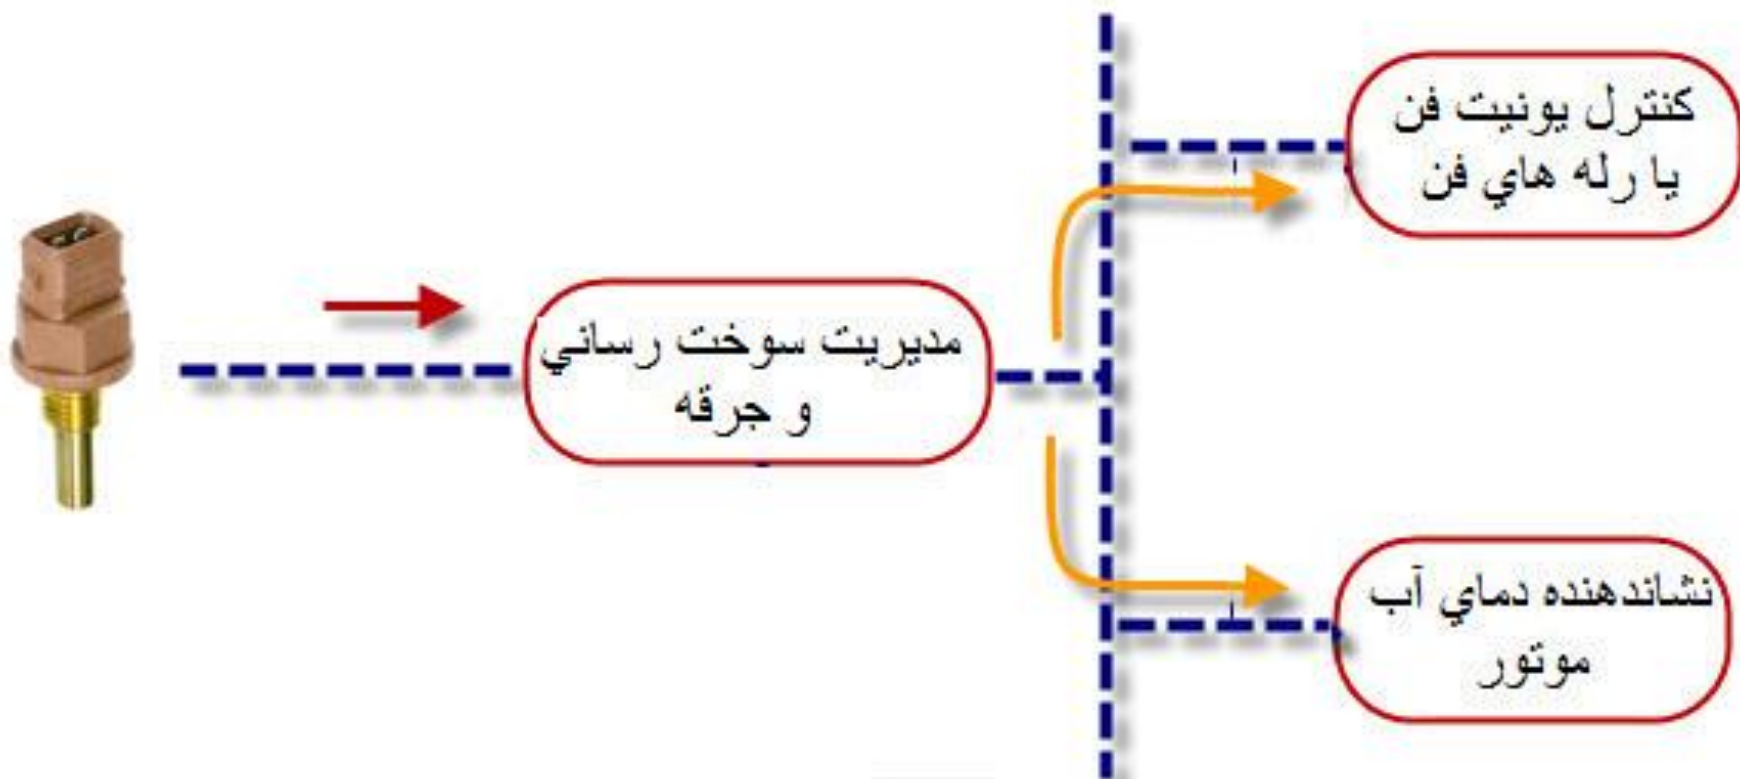 كنترل يونيت فن
يا رله هاي فن
مديريت سوخت رساني
و جرقه
نشاندهنده دماي آب
موتور